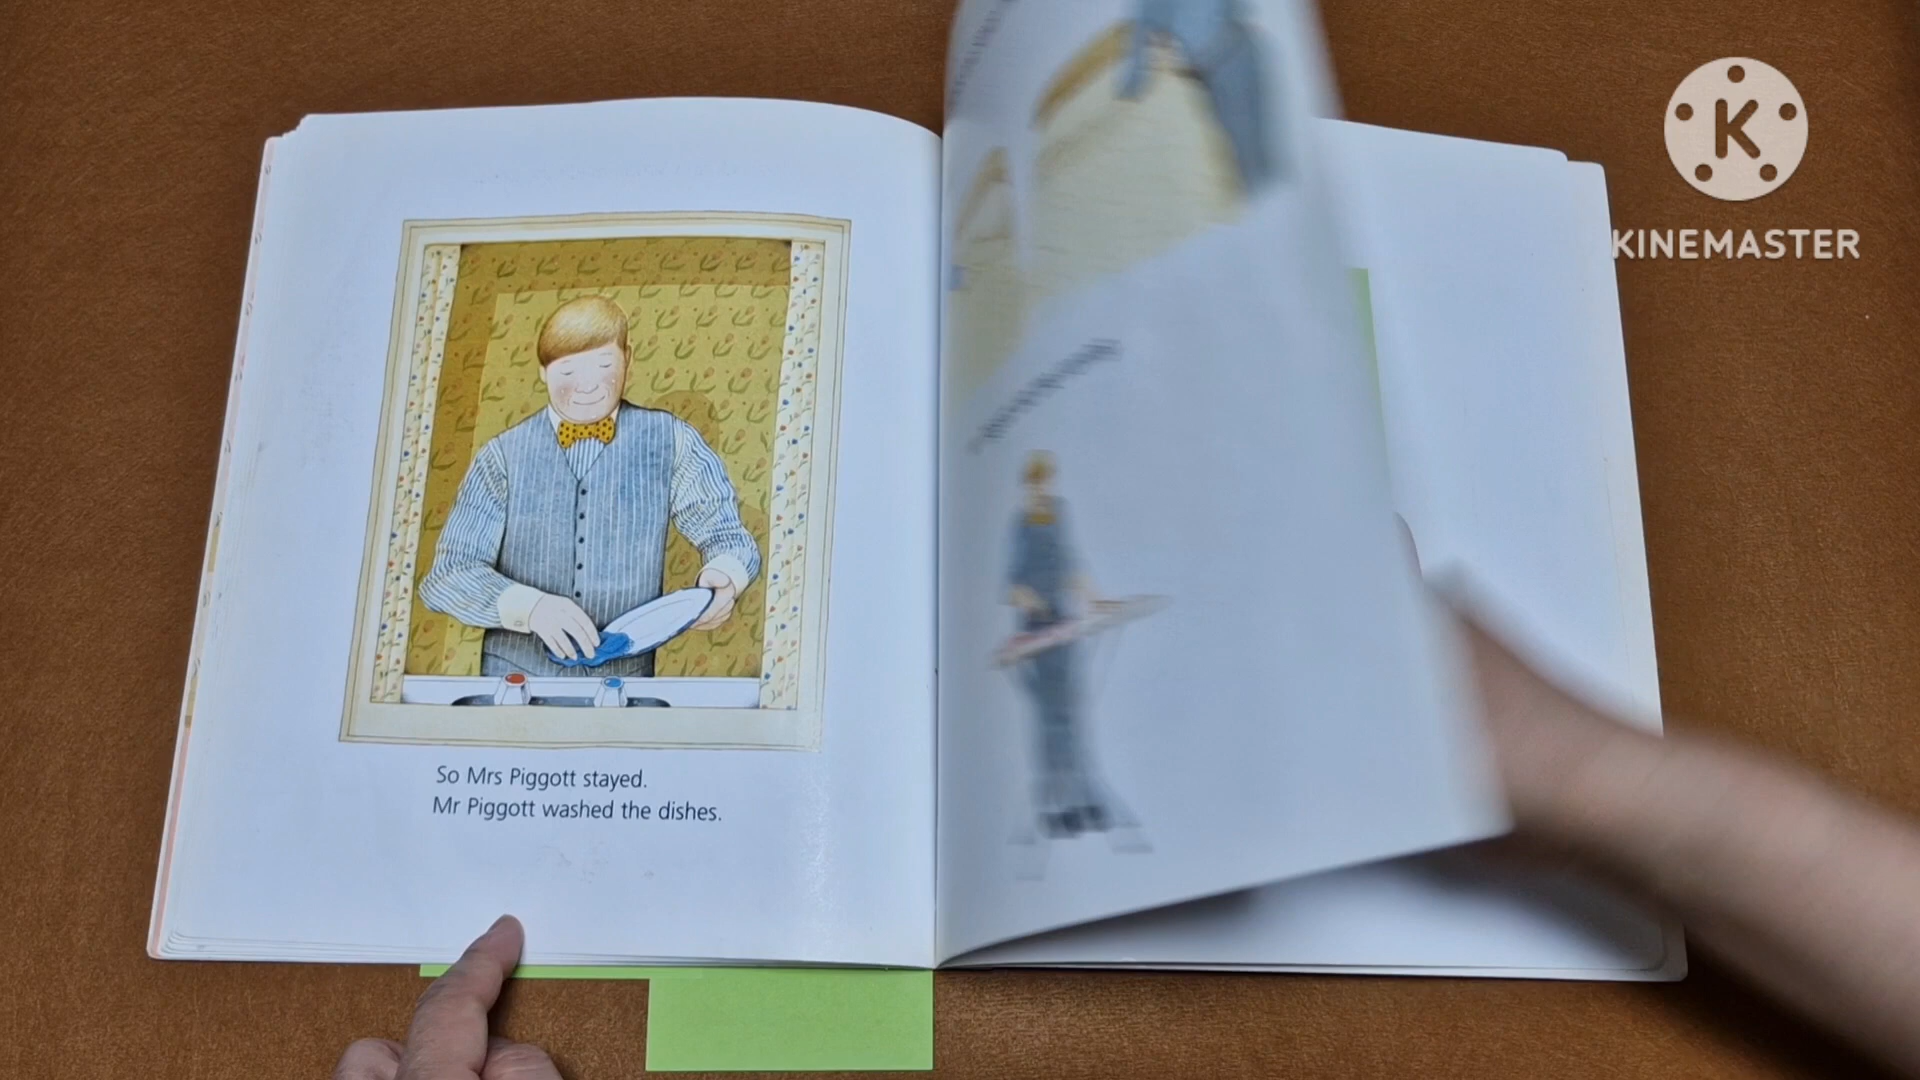 So Mrs Piggott stayed.
Mr Piggott washed the dishes.
K
KINEMASTER